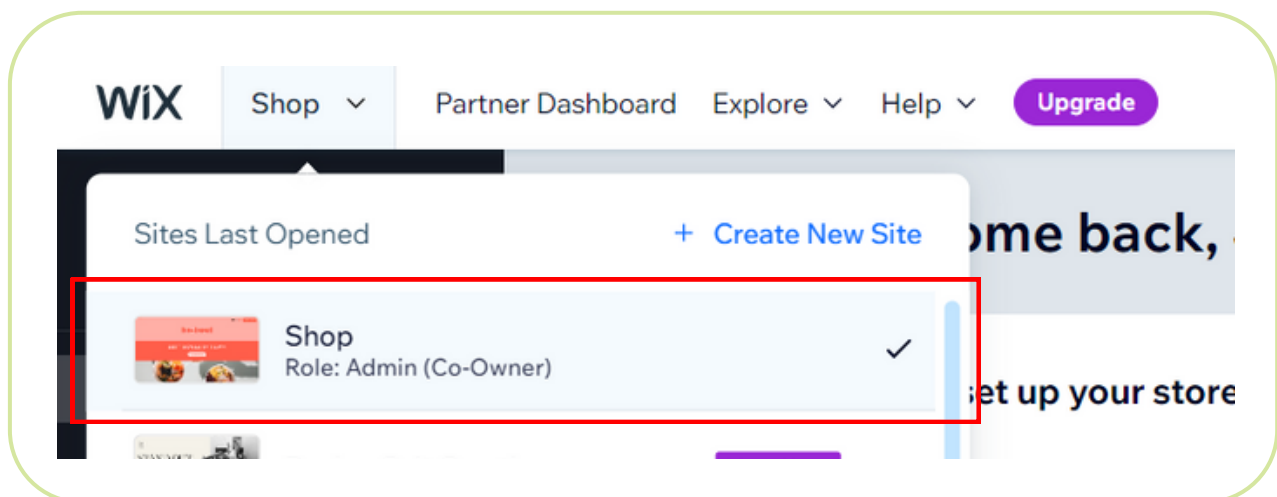 WiX Shop Partner Dashboard Explore Help Upgrade
Sites Last Opened + Create New Site
ome back,
Shop
Role: Admin (Co-Owner)
set up your store